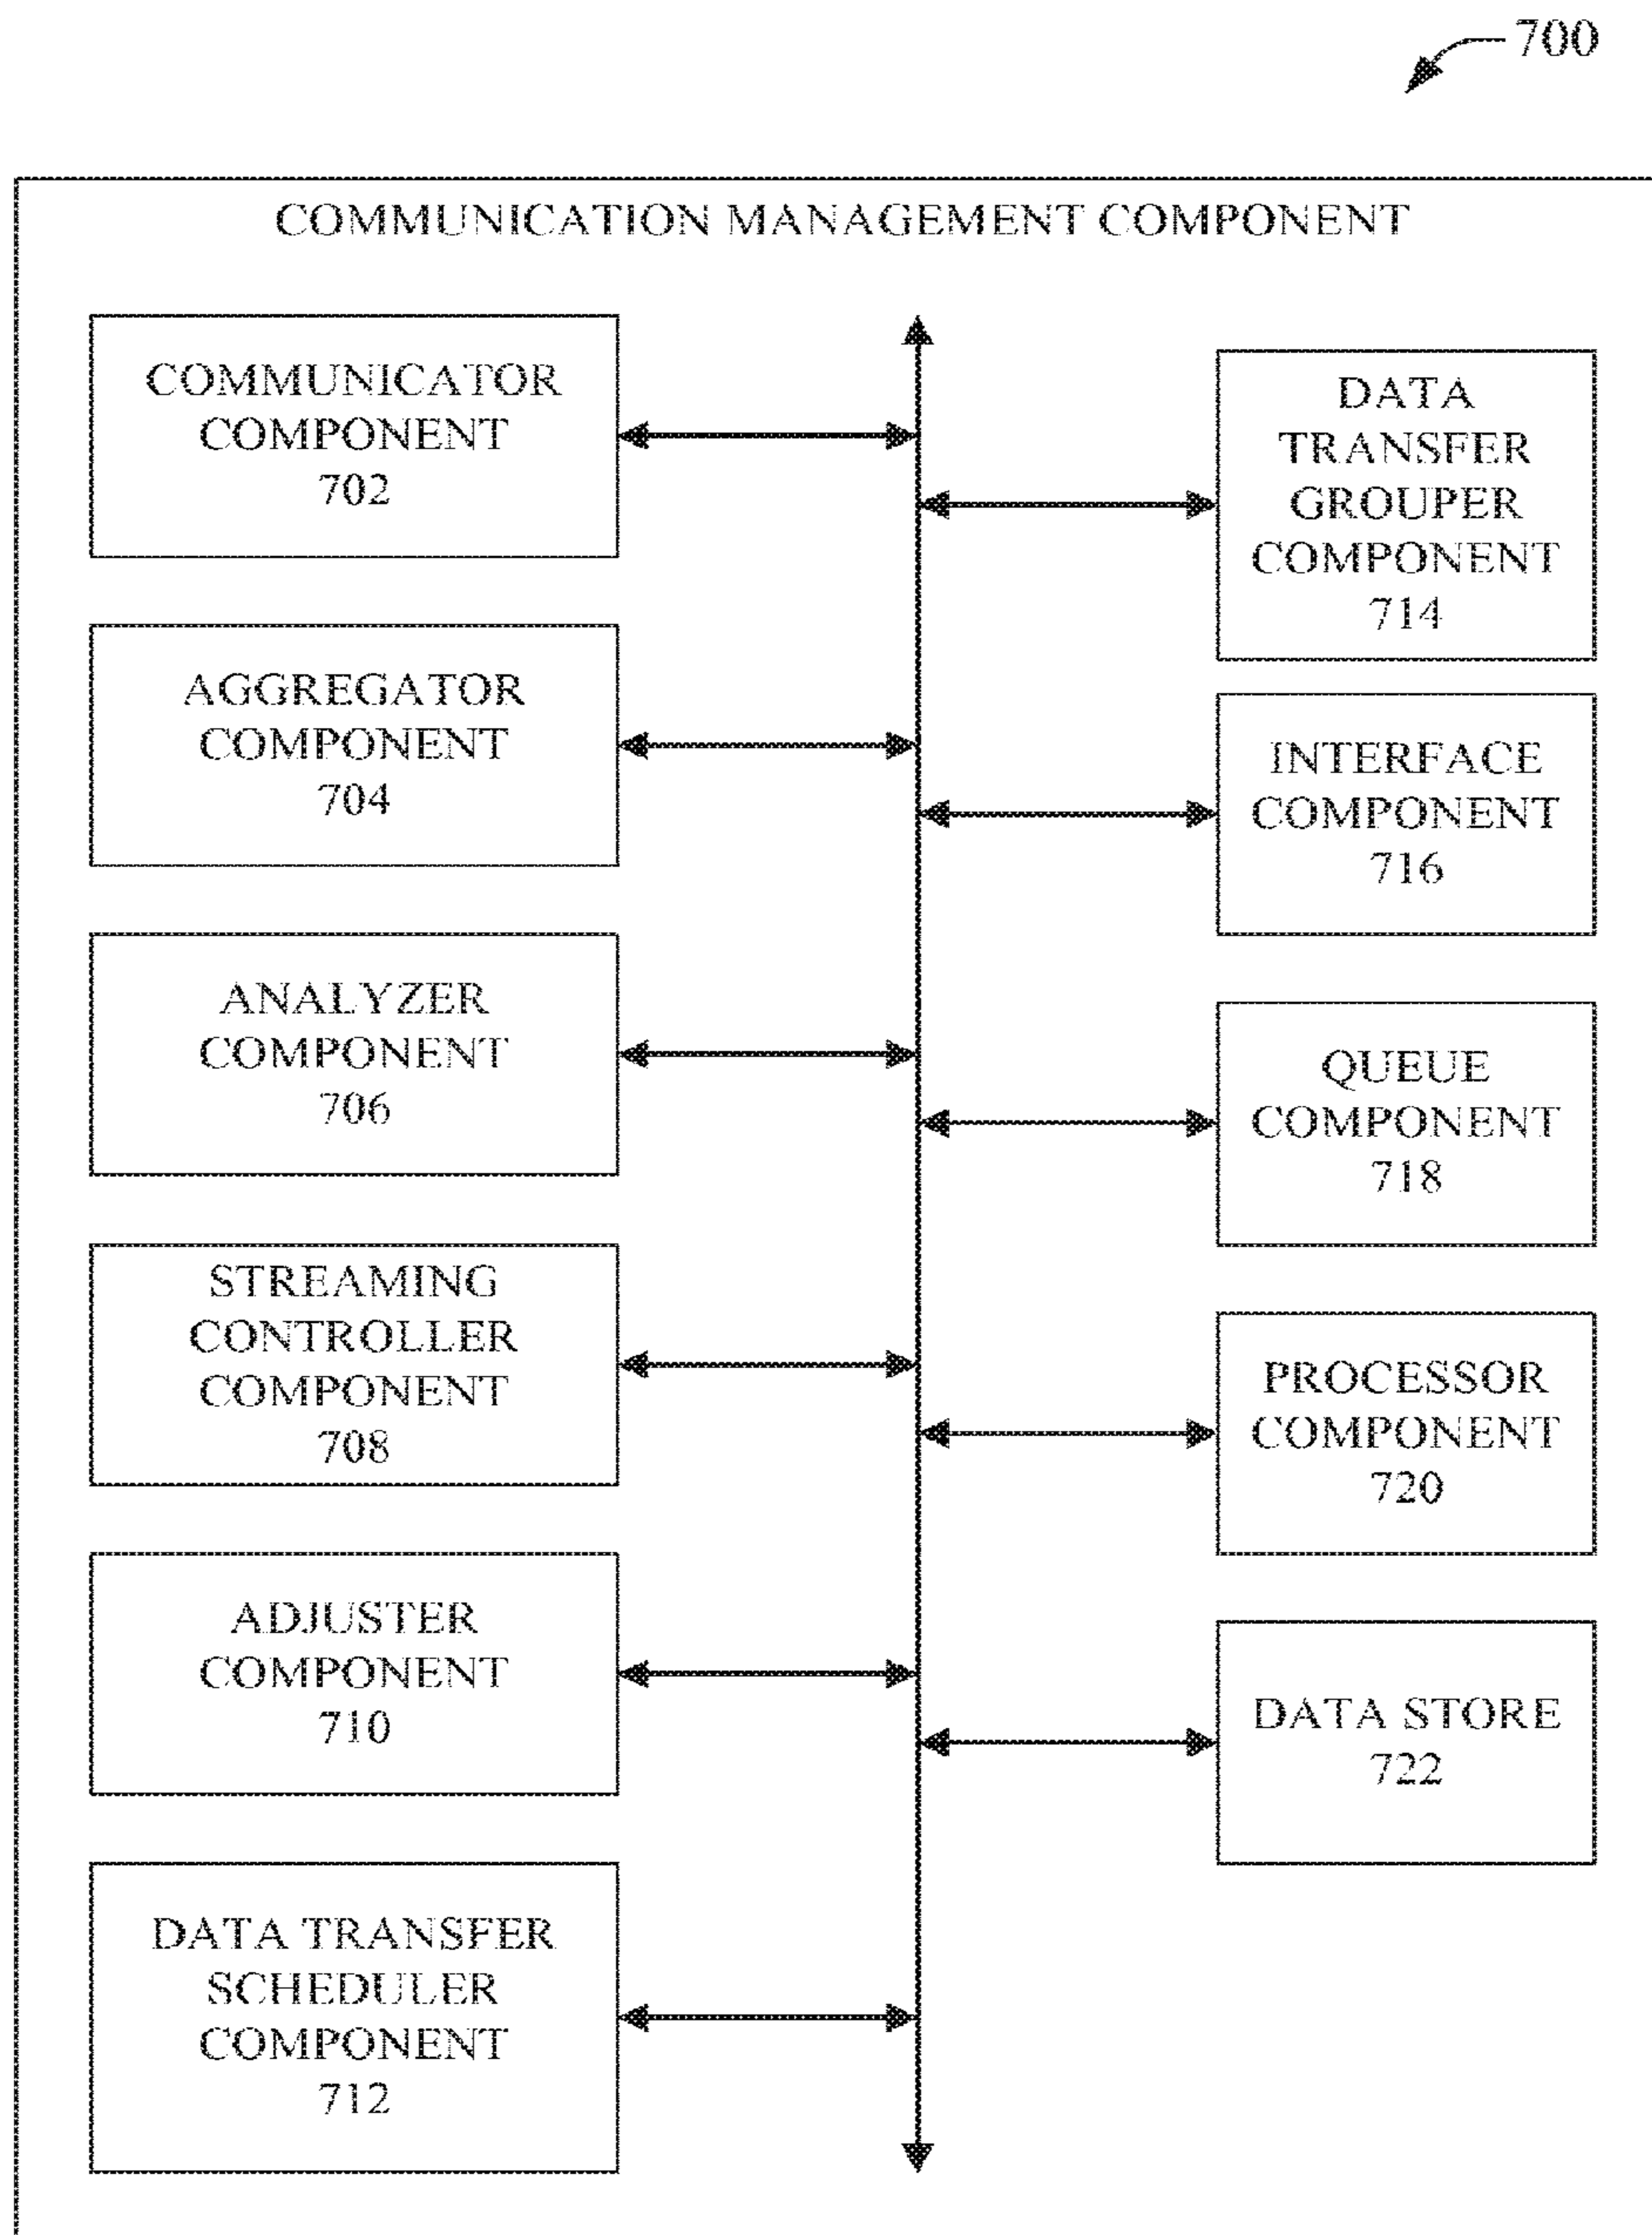 700
COMMUNICATION MANAGEMENT COMPONENT
COMMUNICATOR
COMPONENT
702
AGGREGATOR
COMPONENT
704
ANALYZER
COMPONENT
706
STREAMING
CONTROLLER
COMPONENT
708
ADJUSTER
COMPONENT
710
DATA TRANSFER
SCHEDULER
COMPONENT
712
DATA
TRANSFER
GROUPER
COMPONENT
714
INTERFACE
COMPONENT
716
QUEUE
COMPONENT
718
PROCESSOR
COMPONENT
720
DATA STORE
722